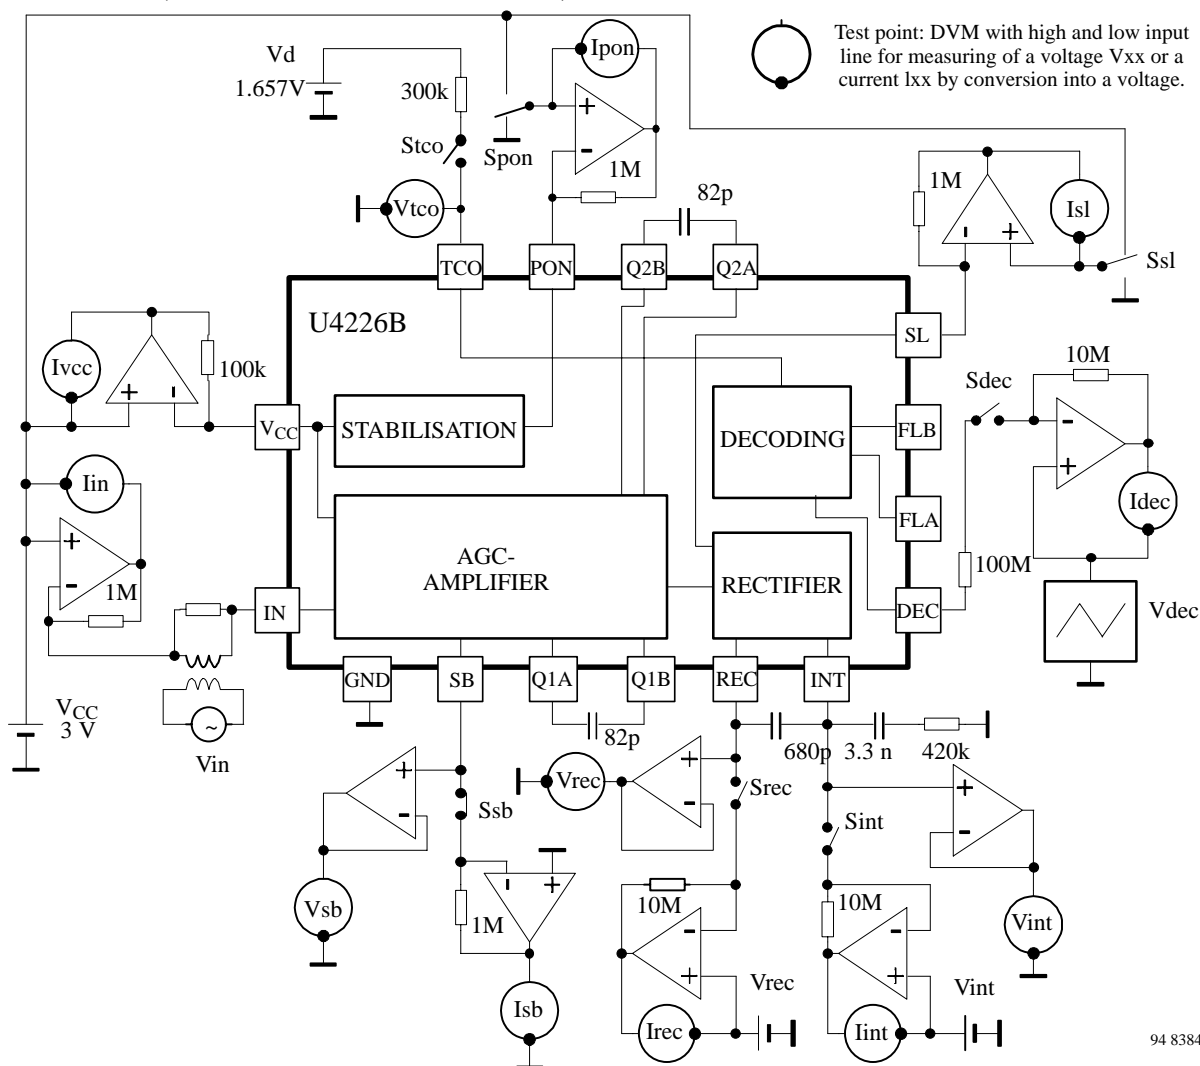 Test point: DVM with high and low input
line for measuring of a voltage Vxx or a
current lxx by conversion into a voltage.
Vd
1.657V
300k
Stco
Spon
Ipon
+
-
1M
Vtco
82p
1M
Isl
-
+
Ssl
TCO
PON
Q2B
Q2A
U4226B
SL
Ivcc
100k
+
-
VCC
STABILISATION
DECODING
FLB
FLA
Sdec
10M
-
+
Idec
100M
Vdec
Iin
+
-
1M
IN
AGC-
AMPLIFIER
RECTIFIER
DEC
GND
SB
Q1A
Q1B
REC
INT
VCC
3 V
~
Vin
82p
680p
3.3 n
420k
+
-
Vsb
Ssb
-
+
1M
Isb
Vrec
+
-
Srec
10M
-
+
Irec
Vrec
Sint
10M
-
+
Iint
Vint
+
-
Vint
94 8384